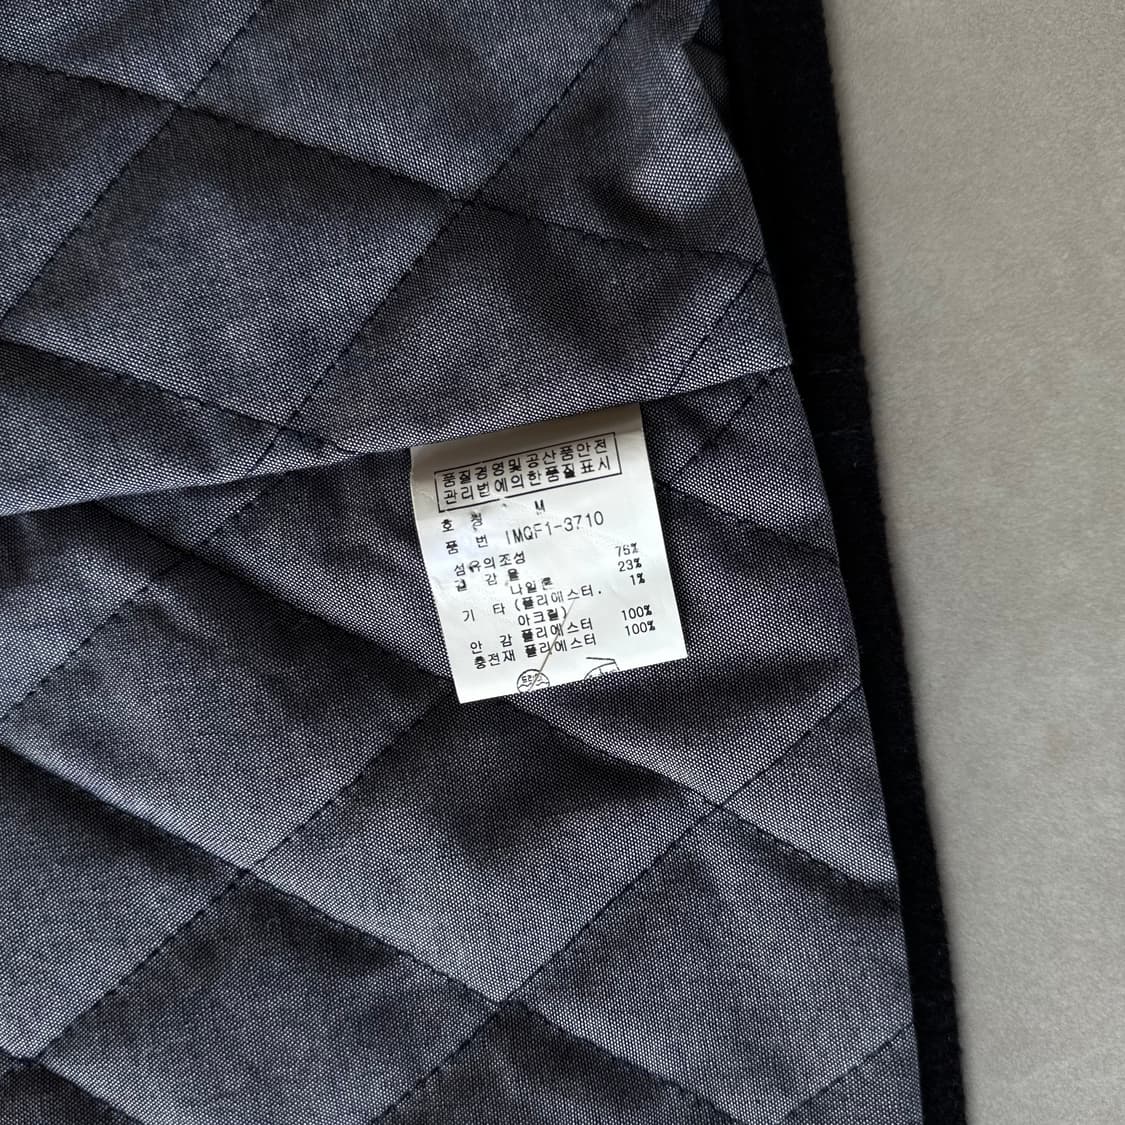 품질경영및공산품안전
관리법에의한품질표시
호 칭 M
품 번 IMQF1-3710
섬유의조성
겉 감 울 76%
나일론 23%
기 타 (폴리에스터. 1%
아크릴)
안 감 폴리에스터 100%
충전재 폴리에스터 100%